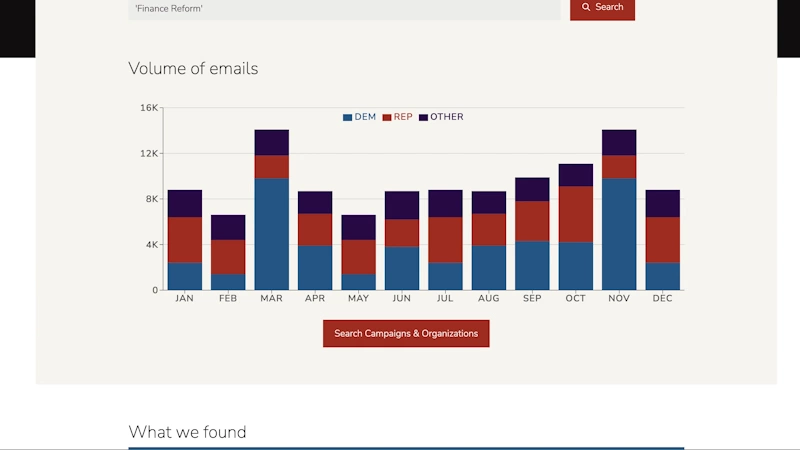 'Finance Reform'
Search
Volume of emails
DEM REP OTHER
16K
12K
8K
4K
0
JAN FEB MAR APR MAY JUN JUL AUG SEP OCT NOV DEC
Search Campaigns & Organizations
What we found